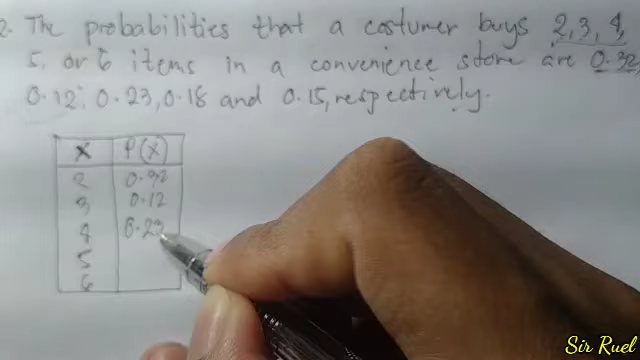 2. The probabilities that a costumer buys 2, 3, 4,
5, or 6 items in a convenience store are 0.32,
0.12, 0.23, 0.18 and 0.15, respectively.
X P(X)
2 0.32
3 0.12
4 0.23
5
6
Sir Ruel